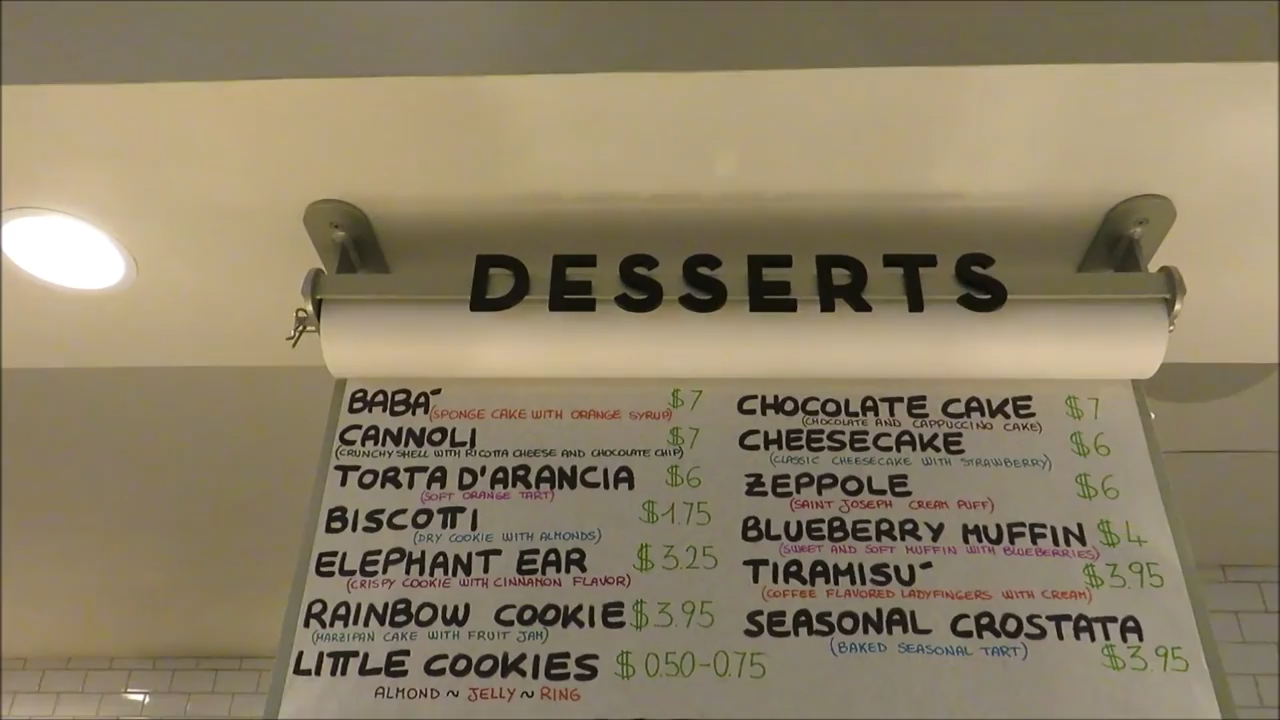 DESSERTS
BABA´ $7
(SPONGE CAKE WITH ORANGE SYRUP)
CANNOLI $7
(CRUNCHY SHELL WITH RICOTTA CHEESE AND CHOCOLATE CHIP)
TORTA D'ARANCIA $6
(SOFT ORANGE TART)
BISCOTTI $1.75
(DRY COOKIE WITH ALMONDS)
ELEPHANT EAR $3.25
(CRISPY COOKIE WITH CINNAMON FLAVOR)
RAINBOW COOKIE $3.95
(MARZIPAN CAKE WITH FRUIT JAM)
LITTLE COOKIES $0.50-0.75
ALMOND ~ JELLY ~ RING
CHOCOLATE CAKE $7
(CHOCOLATE AND CAPPUCCINO CAKE)
CHEESECAKE $6
(CLASSIC CHEESECAKE WITH STRAWBERRY)
ZEPPOLE $6
(SAINT JOSEPH CREAM PUFF)
BLUEBERRY MUFFIN $4
(SWEET AND SOFT MUFFIN WITH BLUEBERRIES)
TIRAMISU´ $3.95
(COFFEE FLAVORED LADYFINGERS WITH CREAM)
SEASONAL CROSTATA
(BAKED SEASONAL TART) $3.95